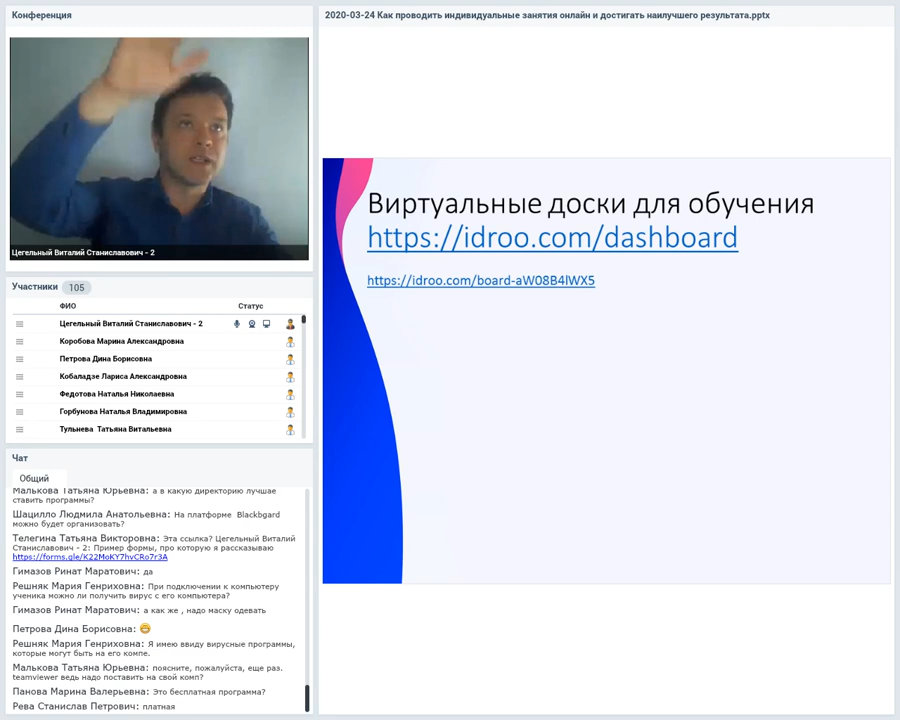 Конференция
Цегельный Виталий Станиславович - 2
Участники 105
ФИО Статус
Цегельный Виталий Станиславович - 2
Коробова Марина Александровна
Петрова Дина Борисовна
Кобаладзе Лариса Александровна
Федотова Наталья Николаевна
Горбунова Наталья Владимировна
Тульнева Татьяна Витальевна
Чат
Общий
Малькова Татьяна Юрьевна: а в какую директорию лучшае
ставить программы?
Шацилло Людмила Анатольевна: На платформе Blackbgard
можно будет организовать?
Телегина Татьяна Викторовна: Эта ссылка? Цегельный Виталий
Станиславович - 2: Пример формы, про которую я рассказываю
https://forms.gle/K22MoKY7hvCRo7r3A
Гимазов Ринат Маратович: да
Решняк Мария Генриховна: При подключении к компьютеру
ученика можно ли получить вирус с его компьютера?
Гимазов Ринат Маратович: а как же , надо маску одевать
Петрова Дина Борисовна:
Решняк Мария Генриховна: Я имею ввиду вирусные программы,
которые могут быть на его компе.
Малькова Татьяна Юрьевна: поясните, пожалуйста, еще раз.
teamviewer ведь надо поставить на свой комп?
Панова Марина Валерьевна: Это бесплатная программа?
Рева Станислав Петрович: платная
2020-03-24 Как проводить индивидуальные занятия онлайн и достигать наилучшего результата.pptx
Виртуальные доски для обучения
https://idroo.com/dashboard
https://idroo.com/board-aW08B4lWX5